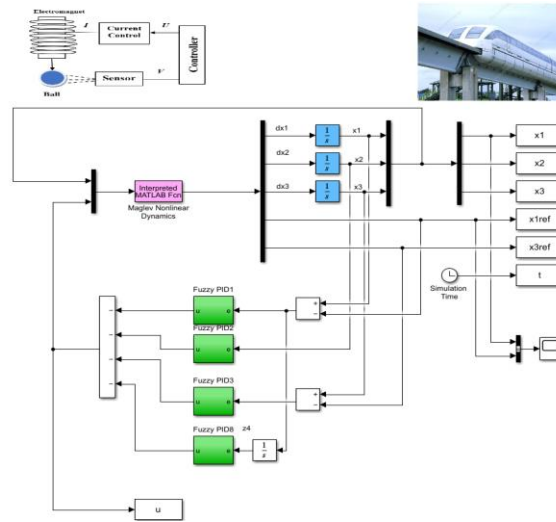 Electromagnet
I
Current
Control
U
Controller
Sensor
V
Ball
dx1
1
s
x1
dx2
1
s
x2
dx3
1
s
x3
Interpreted
MATLAB Fcn
Maglev Nonlinear
Dynamics
x1
x2
x3
x1ref
x3ref
t
Simulation
Time
Fuzzy PID1
u e
Fuzzy PID2
u e
Fuzzy PID3
u e
Fuzzy PID8
u e
z4
1
s
+
−
+
−
−
−
−
−
u